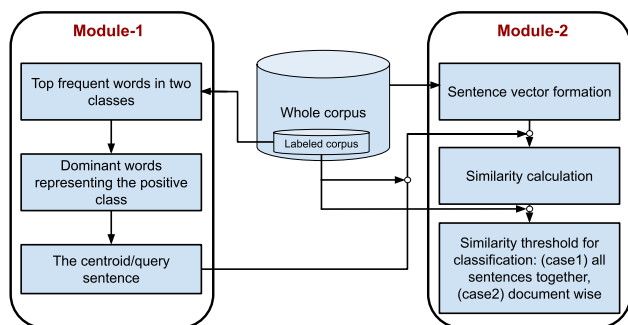 Module-1
Top frequent words in two
classes
Dominant words
representing the positive
class
The centroid/query
sentence
Whole corpus
Labeled corpus
Module-2
Sentence vector formation
Similarity calculation
Similarity threshold for
classification: (case1) all
sentences together,
(case2) document wise